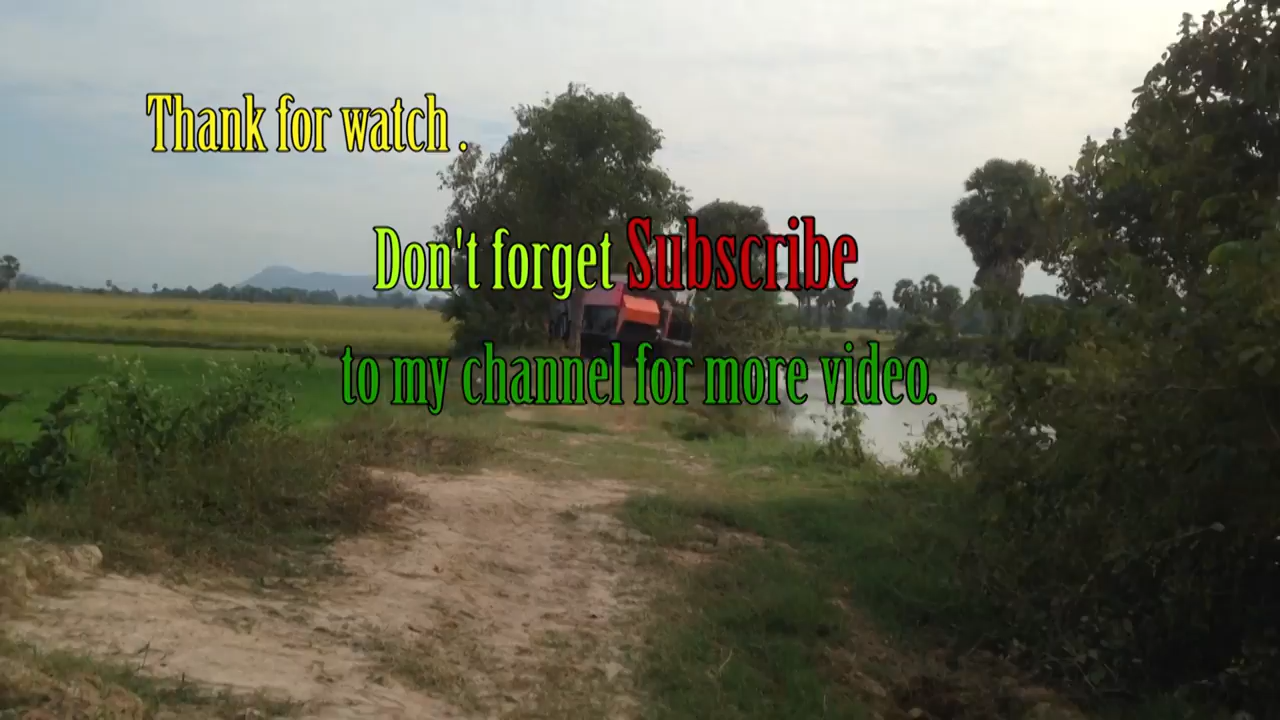 Thank for watch .
Don't forget Subscribe
to my channel for more video.